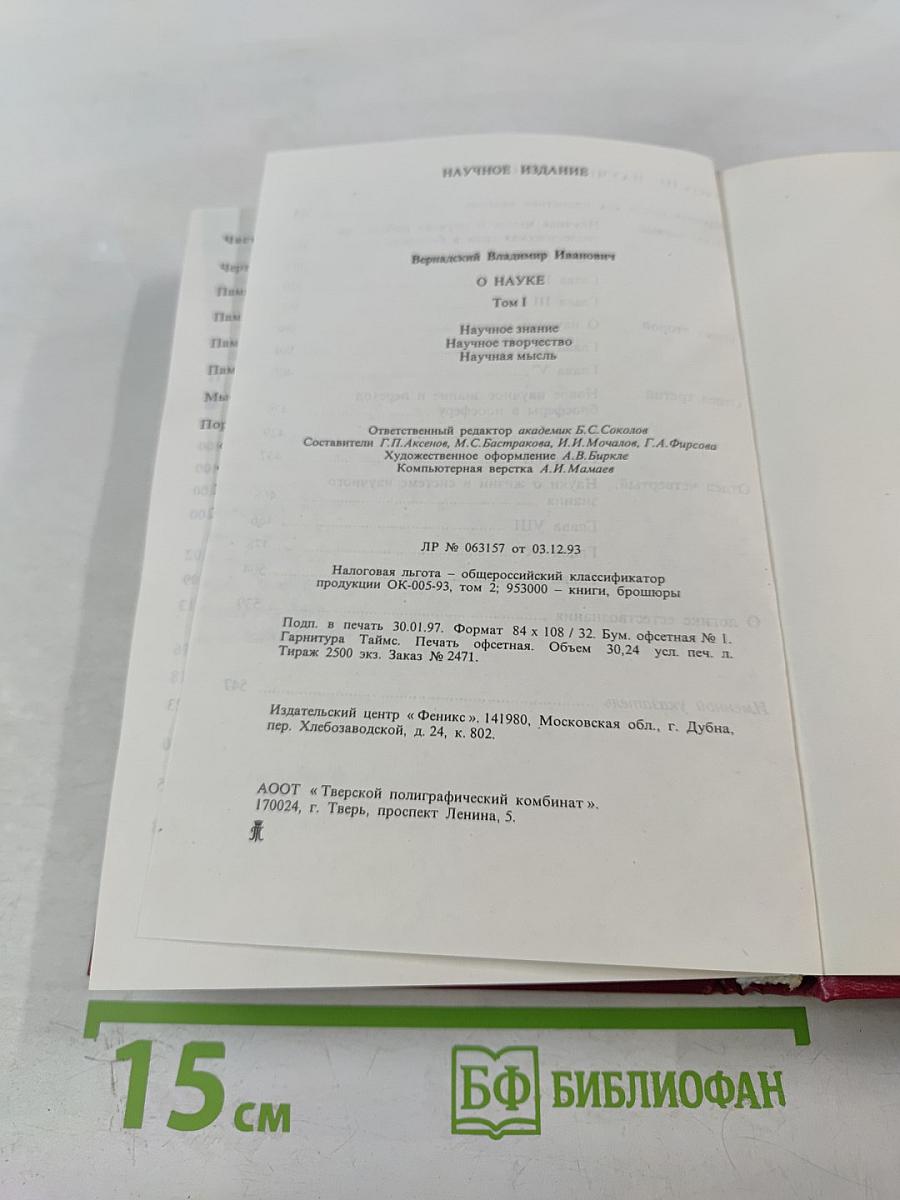 НАУЧНОЕ ИЗДАНИЕ
Вернадский Владимир Иванович
О НАУКЕ
Том I
Научное знание
Научное творчество
Научная мысль
Ответственный редактор академик Б.С.Соколов
Составители Г.П.Аксенов, М.С.Бастракова, И.И.Мочалов, Г.А.Фирсова
Художественное оформление А.В.Биркле
Компьютерная верстка А.И.Мамаев
ЛР № 063157 от 03.12.93
Налоговая льгота – общероссийский классификатор
продукции ОК-005-93, том 2; 953000 – книги, брошюры
Подп. в печать 30.01.97. Формат 84 х 108 / 32. Бум. офсетная № 1.
Гарнитура Таймс. Печать офсетная. Объем 30,24 усл. печ. л.
Тираж 2500 экз. Заказ № 2471.
Издательский центр « Феникс ». 141980, Московская обл., г. Дубна,
пер. Хлебозаводской, д. 24, к. 802.
АООТ « Тверской полиграфический комбинат ».
170024, г. Тверь, проспект Ленина, 5.
15 см
БФ БИБЛИОФАН